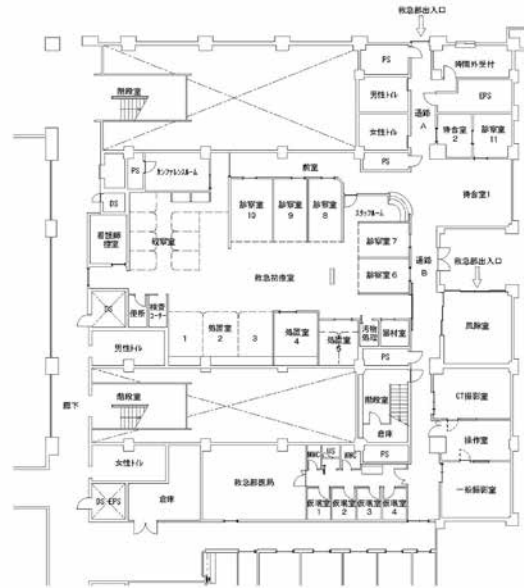 救急部出入口
PS
時間外受付
階段室
男性トイレ
EPS
通路
A
女性トイレ
待合室
2
診察室
11
PS
PS
カンファレンスルーム
前室
待合室1
DS
診察室
10
診察室
9
診察室
8
スタッフルーム
看護師
控室
観察室
診察室7
通路
B
救急部出入口
診察室6
救急初療室
DS
検査
コーナー
風除室
1
処置室
2
3
処置室
4
処置室
5
汚物
処理
器材室
男性トイレ
PS
階段室
階段室
CT撮影室
廊下
倉庫
操作室
女性トイレ
MWC
US
WWC
PS
救急部医局
一般撮影室
DS
EPS
倉庫
仮眠室
1
仮眠室
2
仮眠室
3
仮眠室
4